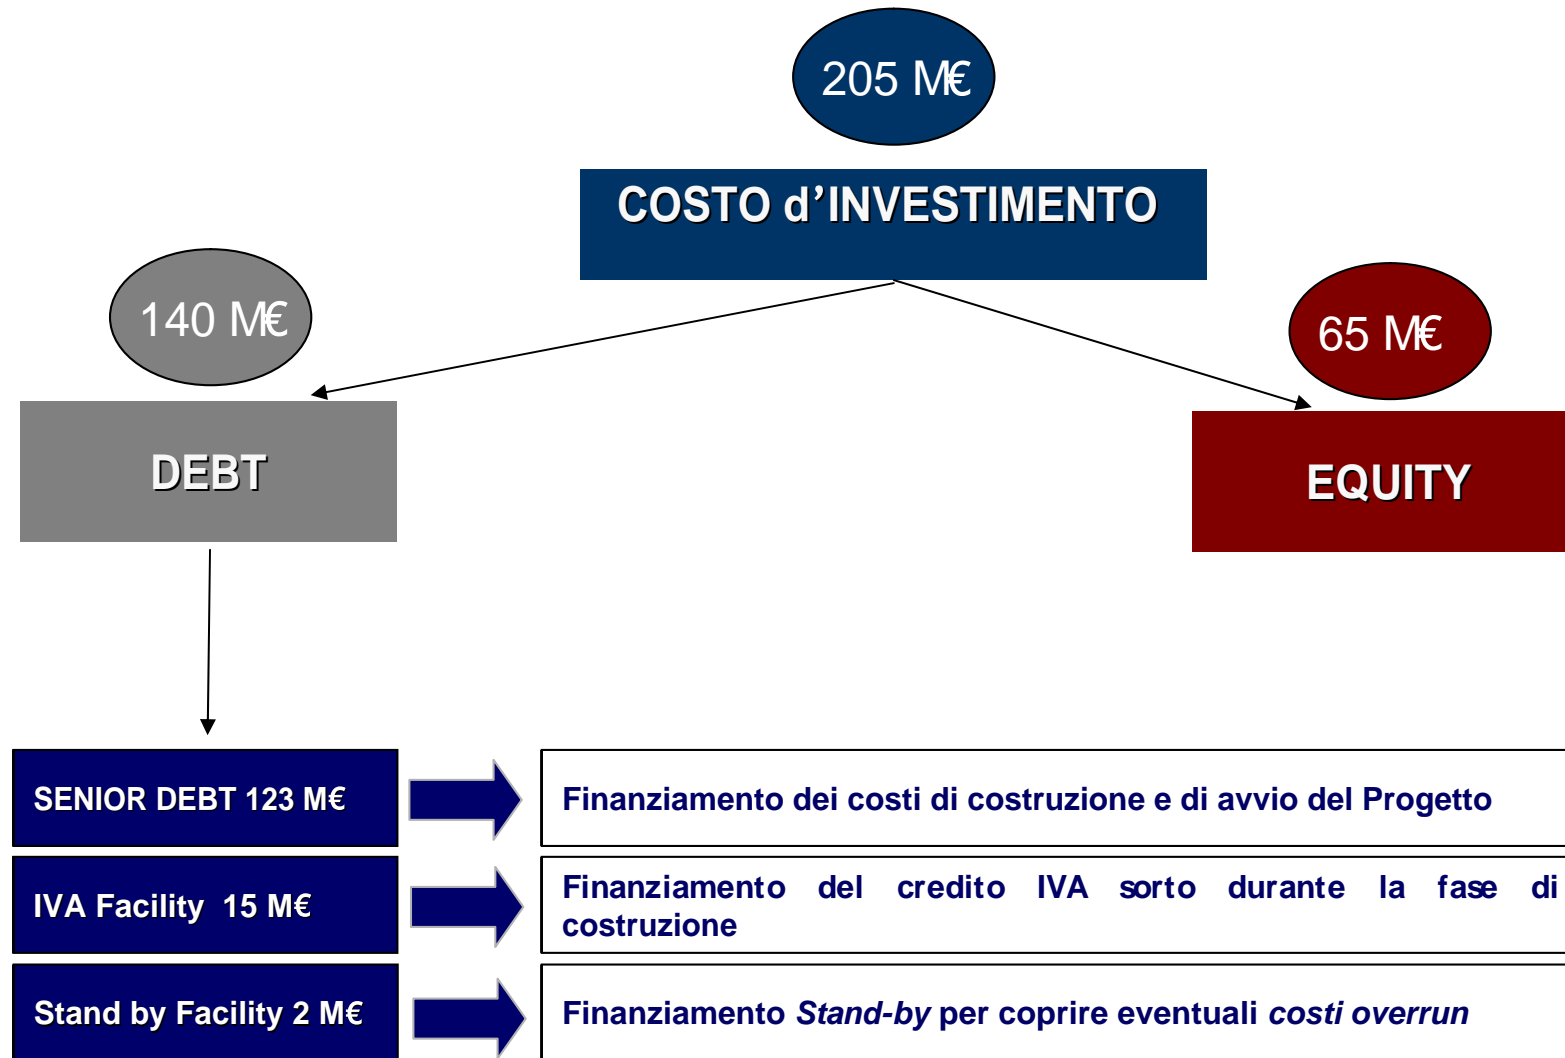 205 M€
COSTO d’INVESTIMENTO
140 M€
65 M€
DEBT
EQUITY
SENIOR DEBT 123 M€
Finanziamento dei costi di costruzione e di avvio del Progetto
IVA Facility 15 M€
Finanziamento del credito IVA sorto durante la fase di
costruzione
Stand by Facility 2 M€
Finanziamento Stand-by per coprire eventuali costi overrun